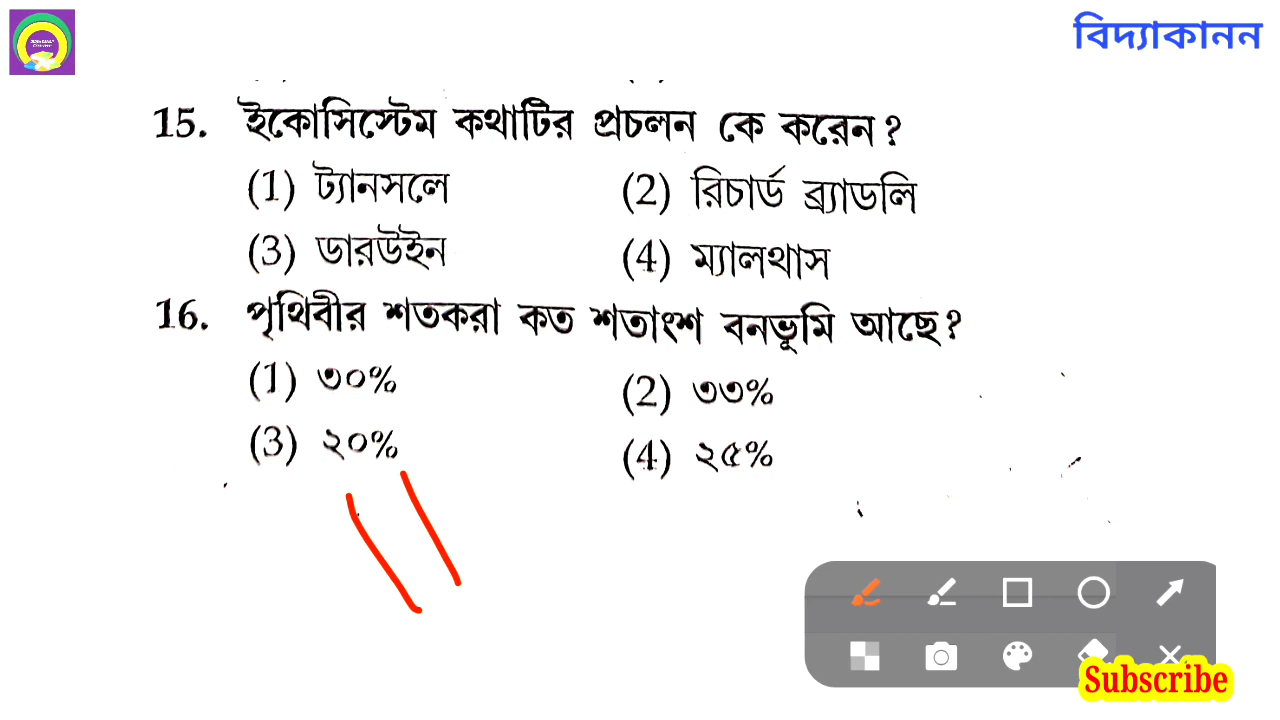 বিদ্যাকানন
15. ইকোসিস্টেম কথাটির প্রচলন কে করেন?
(1) ট্যানসলে (2) রিচার্ড ব্র্যাডলি
(3) ডারউইন (4) ম্যালথাস
16. পৃথিবীর শতকরা কত শতাংশ বনভূমি আছে?
(1) ৩০% (2) ৩৩%
(3) ২০% (4) ২৫%
Subscribe